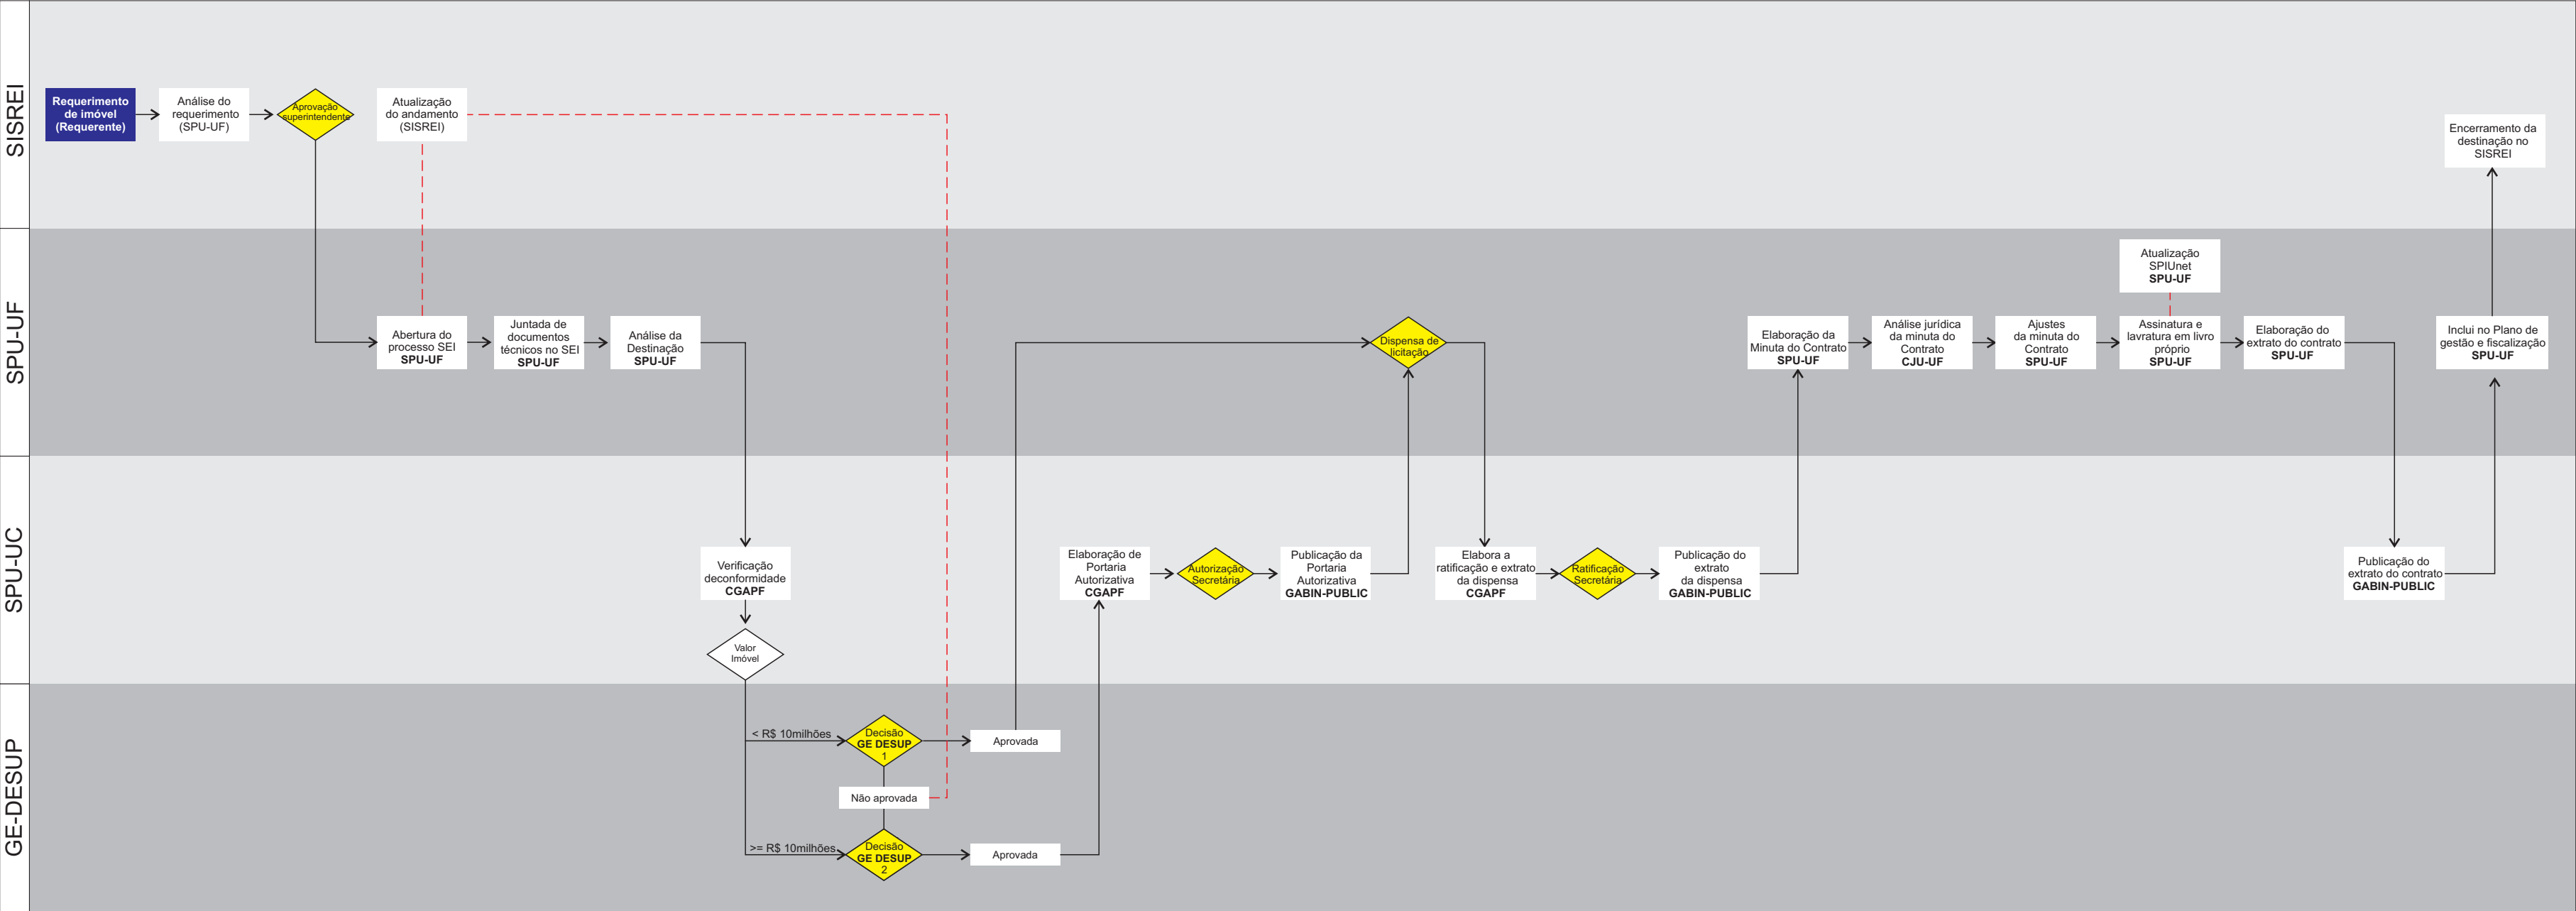 SISREI
Requerimento
de imóvel
(Requerente)
Análise do
requerimento
(SPU-UF)
Aprovação
superintendente
Atualização
do andamento
(SISREI)
Encerramento da
destinação no
SISREI
SPU-UF
Abertura do
processo SEI
SPU-UF
Juntada de
documentos
técnicos no SEI
SPU-UF
Análise da
Destinação
SPU-UF
Dispensa de
licitação
Elaboração da
Minuta do Contrato
SPU-UF
Análise jurídica
da minuta do
Contrato
CJU-UF
Ajustes
da minuta do
Contrato
SPU-UF
Atualização
SPIUnet
SPU-UF
Assinatura e
lavratura em livro
próprio
SPU-UF
Elaboração do
extrato do contrato
SPU-UF
Inclui no Plano de
gestão e fiscalização
SPU-UF
SPU-UC
Verificação
deconformidade
CGAPF
Valor
Imóvel
Elaboração de
Portaria
Autorizativa
CGAPF
Autorização
Secretária
Publicação da
Portaria
Autorizativa
GABIN-PUBLIC
Elabora a
ratificação e extrato
da dispensa
CGAPF
Ratificação
Secretária
Publicação do
extrato
da dispensa
GABIN-PUBLIC
Publicação do
extrato do contrato
GABIN-PUBLIC
GE-DESUP
< R$ 10milhões
Decisão
GE DESUP
1
Aprovada
Não aprovada
>= R$ 10milhões
Decisão
GE DESUP
2
Aprovada